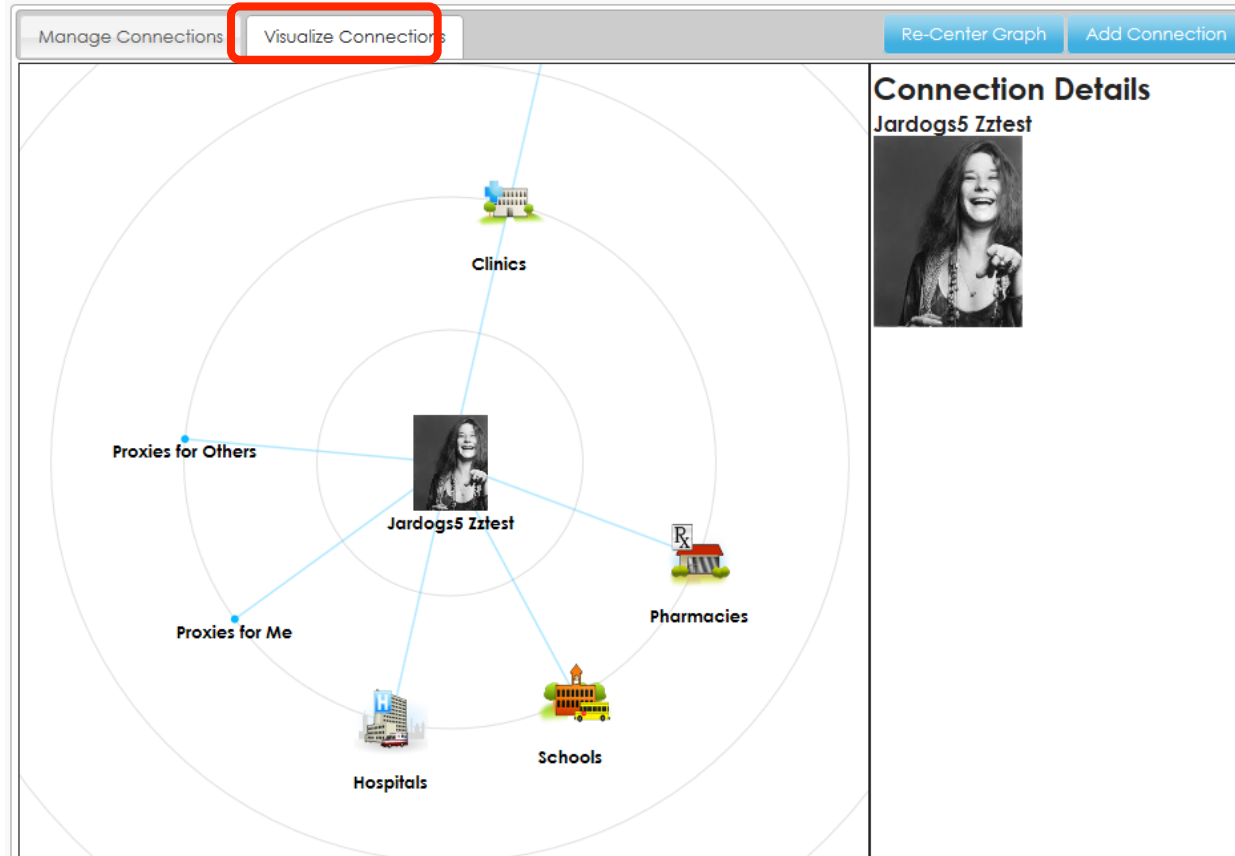 Manage Connections
Visualize Connections
Re-Center Graph
Add Connection
Connection Details
Jardogs5 Zztest
Clinics
Proxies for Others
Jardogs5 Zztest
Rx
Pharmacies
Proxies for Me
H
Schools
Hospitals